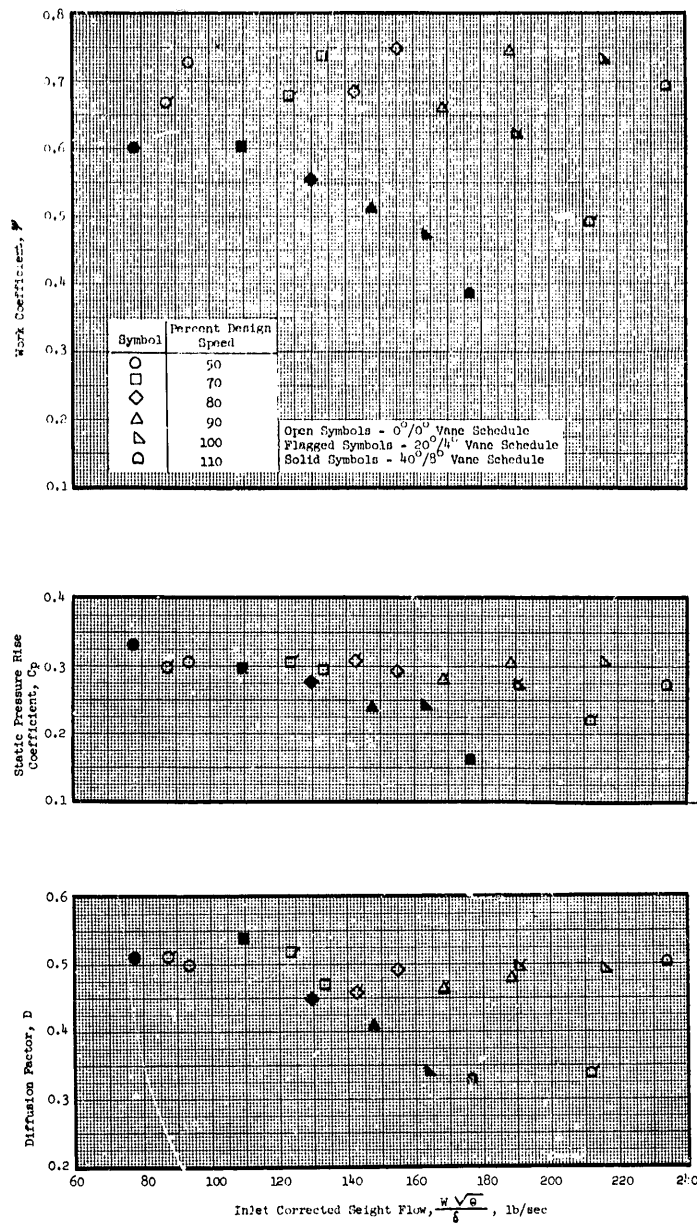 0.8
0.7
0.6
0.5
0.4
0.3
0.2
0.1
Work Coefficient, Ψ
Symbol Percent Design Speed
50
70
80
90
100
110
Open Symbols - 0°/0° Vane Schedule
Flagged Symbols - 20°/4° Vane Schedule
Solid Symbols - 40°/8° Vane Schedule
0.4
0.3
0.2
0.1
Static Pressure Rise
Coefficient, Cp
0.6
0.5
0.4
0.3
0.2
Diffusion Factor, D
60 80 100 120 140 160 180 200 220 240
Inlet Corrected Seight Flow, W √θ / δ , lb/sec